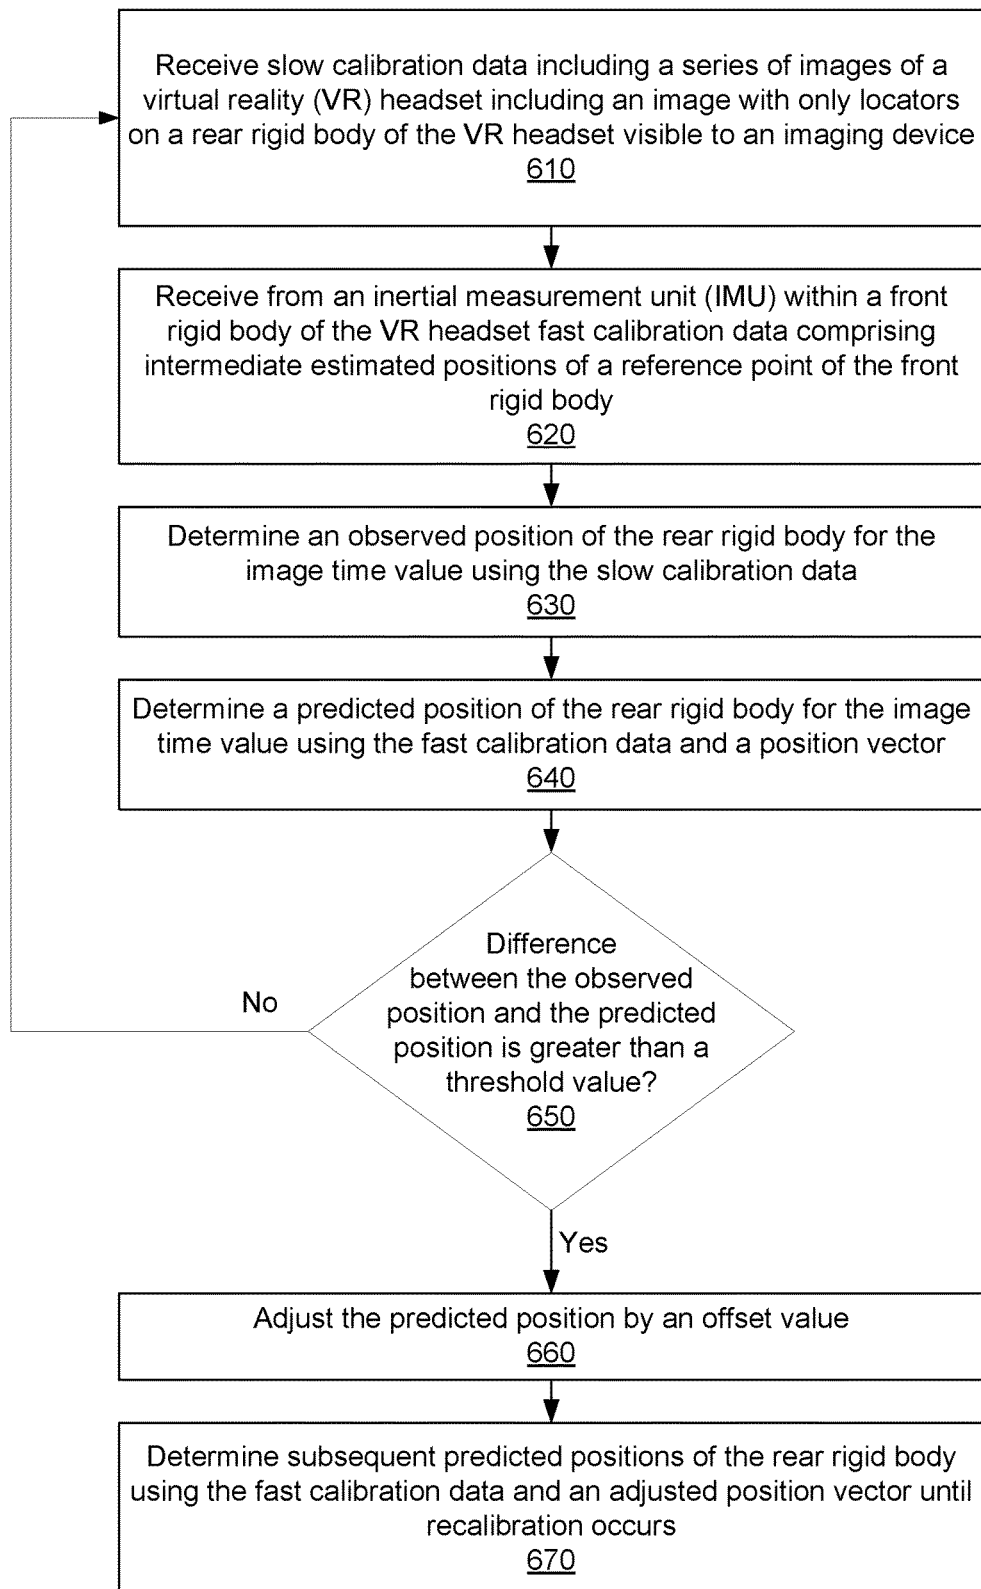 Receive slow calibration data including a series of images of a
virtual reality (VR) headset including an image with only locators
on a rear rigid body of the VR headset visible to an imaging device
610
Receive from an inertial measurement unit (IMU) within a front
rigid body of the VR headset fast calibration data comprising
intermediate estimated positions of a reference point of the front
rigid body
620
Determine an observed position of the rear rigid body for the
image time value using the slow calibration data
630
Determine a predicted position of the rear rigid body for the image
time value using the fast calibration data and a position vector
640
Difference
between the observed
position and the predicted
position is greater than a
threshold value?
650
No
Yes
Adjust the predicted position by an offset value
660
Determine subsequent predicted positions of the rear rigid body
using the fast calibration data and an adjusted position vector until
recalibration occurs
670